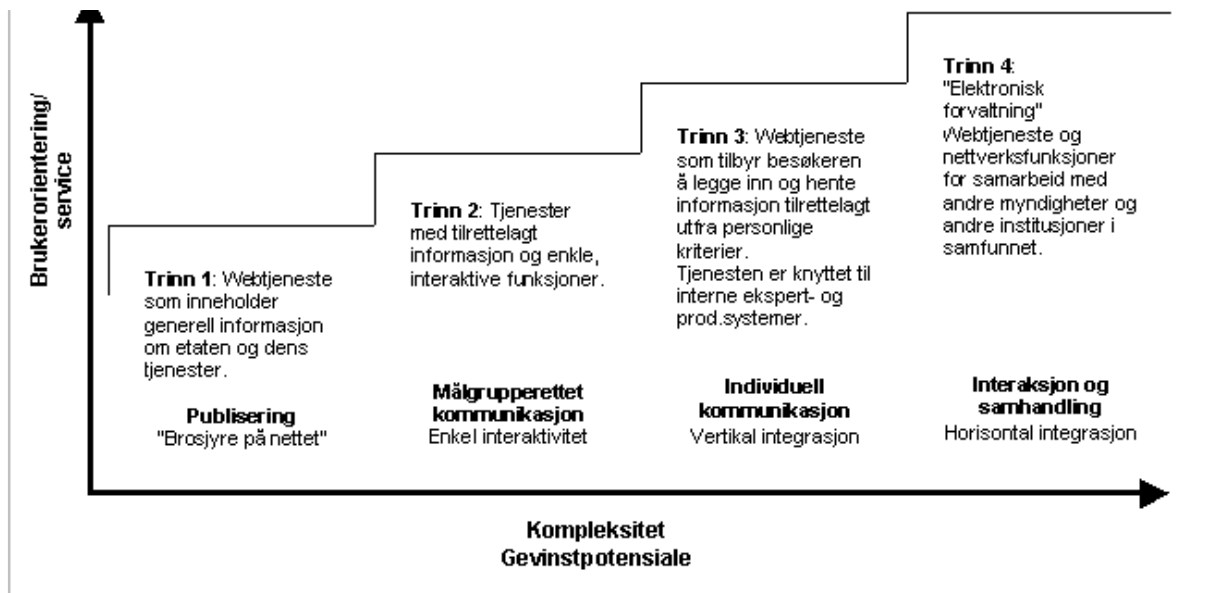 Brukerorientering/
service
Trinn 1: Webtjeneste
som inneholder
generell informasjon
om etaten og dens
tjenester.
Publisering
"Brosjyre på nettet"
Trinn 2: Tjenester
med tilrettelagt
informasjon og enkle,
interaktive funksjoner.
Målgrupperettet
kommunikasjon
Enkel interaktivitet
Trinn 3: Webtjeneste
som tilbyr besøkeren
å legge inn og hente
informasjon tilrettelagt
utfra personlige
kriterier.
Tjenesten er knyttet til
interne ekspert- og
prod.systemer.
Individuell
kommunikasjon
Vertikal integrasjon
Trinn 4:
"Elektronisk
forvaltning"
Webtjeneste og
nettverksfunksjoner
for samarbeid med
andre myndigheter og
andre institusjoner i
samfunnet.
Interaksjon og
samhandling
Horisontal integrasjon
Kompleksitet
Gevinstpotensiale